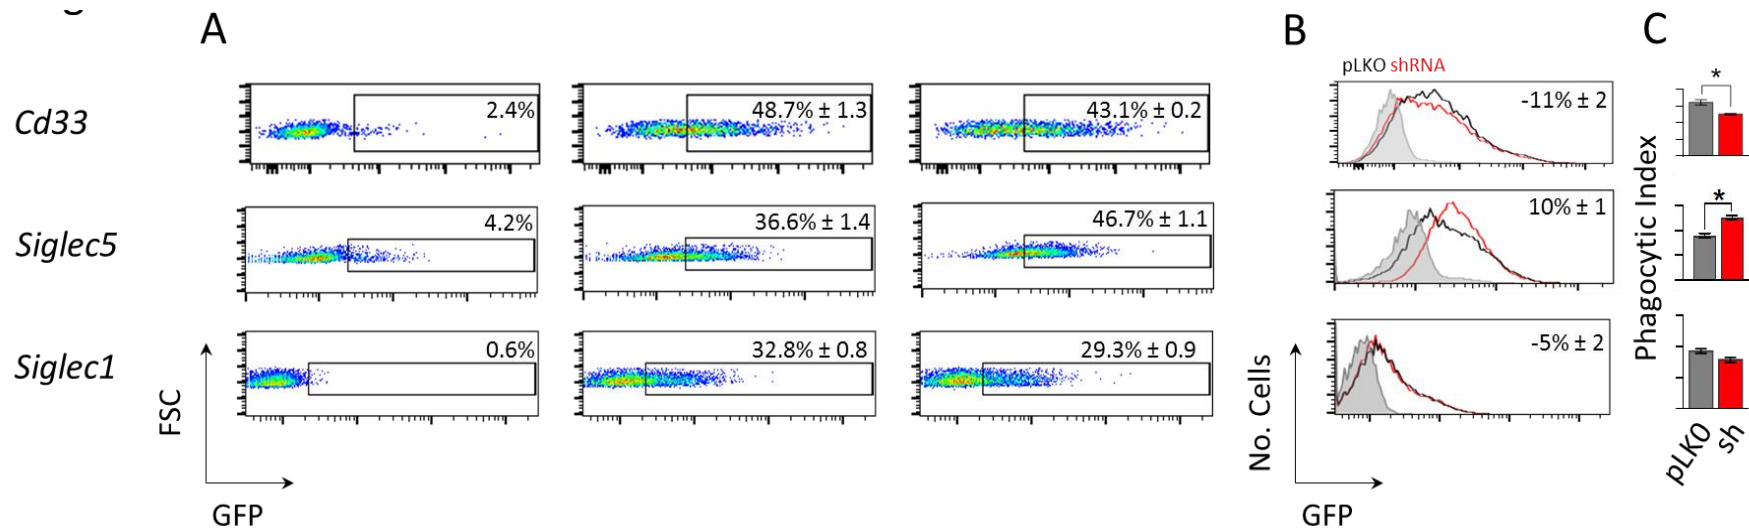 A
B
C
pLKO shRNA
Cd33
2.4%
48.7% ± 1.3
43.1% ± 0.2
-11% ± 2
*
Siglec5
4.2%
36.6% ± 1.4
46.7% ± 1.1
10% ± 1
*
Siglec1
0.6%
32.8% ± 0.8
29.3% ± 0.9
-5% ± 2
Phagocytic Index
FSC
GFP
No. Cells
GFP
pLKO
sh